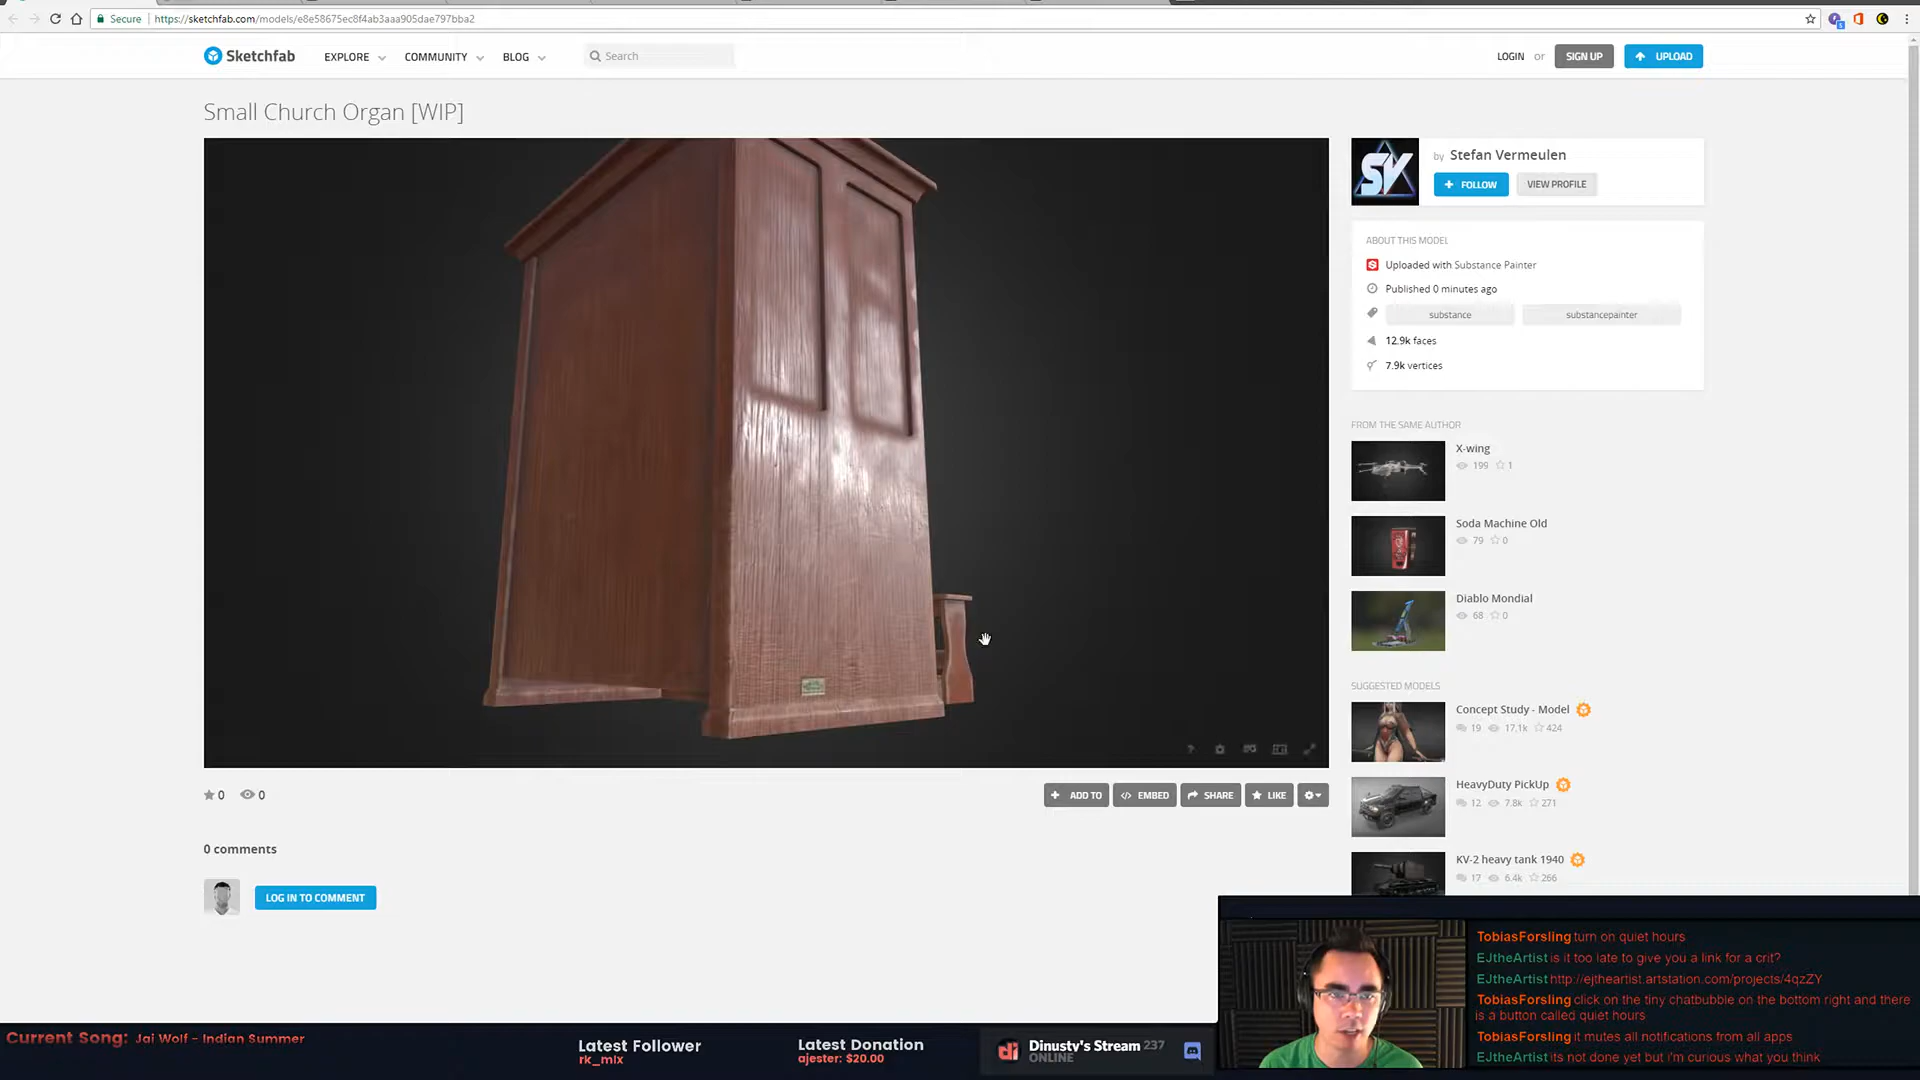 Secure https://sketchfab.com/models/e8e58675ec8f4ab3aaa905dae797bba2
Sketchfab EXPLORE COMMUNITY BLOG Search LOGIN or SIGN UP UPLOAD
Small Church Organ [WIP]
by Stefan Vermeulen
FOLLOW VIEW PROFILE
ABOUT THIS MODEL
Uploaded with Substance Painter
Published 0 minutes ago
substance substancepainter
12.9k faces
7.9k vertices
FROM THE SAME AUTHOR
X-wing
199 1
Soda Machine Old
79 0
Diablo Mondial
68 0
SUGGESTED MODELS
Concept Study - Model
19 17.1k 424
HeavyDuty PickUp
12 7.8k 271
KV-2 heavy tank 1940
17 6.4k 266
0 0
ADD TO EMBED SHARE LIKE
0 comments
LOG IN TO COMMENT
TobiasForsling turn on quiet hours
EJtheArtist is it too late to give you a link for a crit?
EJtheArtist http://ejtheartist.artstation.com/projects/4qzZY
TobiasForsling click on the tiny chatbubble on the bottom right and there
is a button called quiet hours
TobiasForsling it mutes all notifications from all apps
EJtheArtist its not done yet but i'm curious what you think
Current Song: Jai Wolf - Indian Summer
Latest Follower
rk_mix
Latest Donation
ajester: $20.00
Dinusty's Stream 237
ONLINE